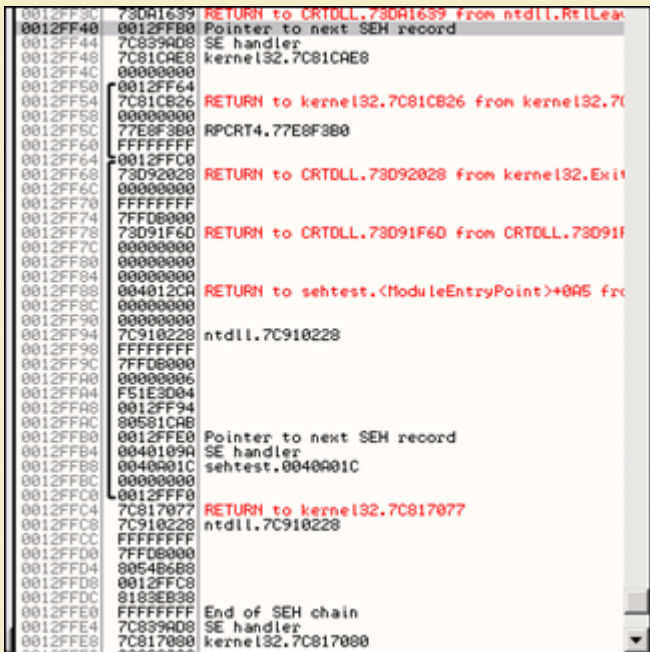 0012FF3C 73DA1639 RETURN to CRTDLL.73DA1639 from ntdll.RtlLeav
0012FF40 0012FFB0 Pointer to next SEH record
0012FF44 7C839AD8 SE handler
0012FF48 7C81CAE8 kernel32.7C81CAE8
0012FF4C 00000000
0012FF50 0012FF64
0012FF54 7C81CB26 RETURN to kernel32.7C81CB26 from kernel32.7C
0012FF58 00000000
0012FF5C 77E8F3B0 RPCRT4.77E8F3B0
0012FF60 FFFFFFFF
0012FF64 0012FFC0
0012FF68 73D92028 RETURN to CRTDLL.73D92028 from kernel32.Exit
0012FF6C 00000000
0012FF70 FFFFFFFF
0012FF74 7FFDB000
0012FF78 73D91F6D RETURN to CRTDLL.73D91F6D from CRTDLL.73D91F
0012FF7C 00000000
0012FF80 00000000
0012FF84 00000000
0012FF88 004012CA RETURN to sehtest.<ModuleEntryPoint>+0A5 fro
0012FF8C 00000000
0012FF90 00000000
0012FF94 7C910228 ntdll.7C910228
0012FF98 FFFFFFFF
0012FF9C 7FFDB000
0012FFA0 00000006
0012FFA4 F51E3D04
0012FFA8 0012FF94
0012FFAC 80581CAB
0012FFB0 0012FFE0 Pointer to next SEH record
0012FFB4 0040109A SE handler
0012FFB8 0040A01C sehtest.0040A01C
0012FFBC 00000000
0012FFC0 0012FFF0
0012FFC4 7C817077 RETURN to kernel32.7C817077
0012FFC8 7C910228 ntdll.7C910228
0012FFCC FFFFFFFF
0012FFD0 7FFDB000
0012FFD4 8054B6B8
0012FFD8 0012FFC8
0012FFDC 8183EB38
0012FFE0 FFFFFFFF End of SEH chain
0012FFE4 7C839AD8 SE handler
0012FFE8 7C817080 kernel32.7C817080